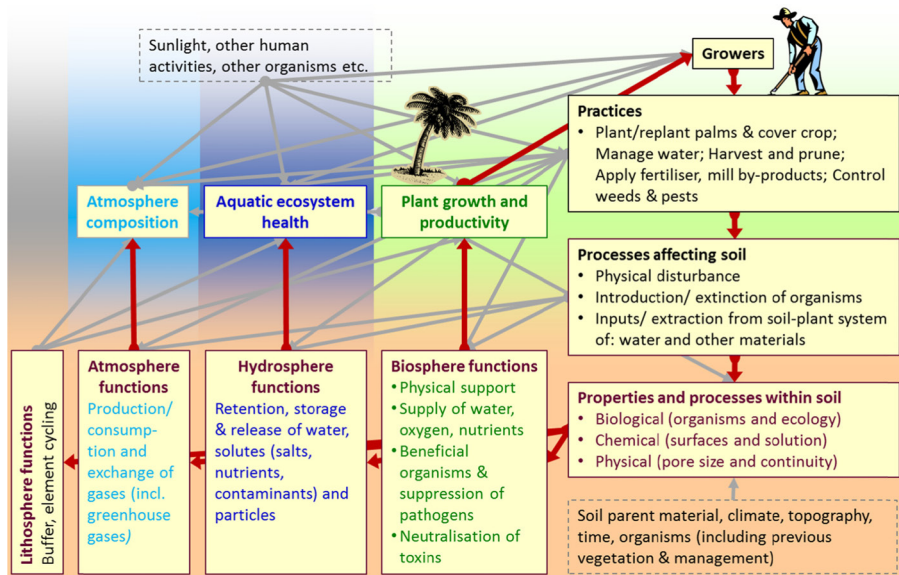 Sunlight, other human
activities, other organisms etc.
Growers
Practices
• Plant/replant palms & cover crop;
Manage water; Harvest and prune;
Apply fertiliser, mill by-products; Control
weeds & pests
Atmosphere
composition
Aquatic ecosystem
health
Plant growth and
productivity
Processes affecting soil
• Physical disturbance
• Introduction/ extinction of organisms
• Inputs/ extraction from soil-plant system
of: water and other materials
Lithosphere functions
Buffer, element cycling
Atmosphere
functions
Production/
consump-
tion and
exchange of
gases (incl.
greenhouse
gases)
Hydrosphere
functions
Retention, storage
& release of water,
solutes (salts,
nutrients,
contaminants) and
particles
Biosphere functions
• Physical support
• Supply of water,
oxygen, nutrients
• Beneficial
organisms &
suppression of
pathogens
• Neutralisation of
toxins
Properties and processes within soil
• Biological (organisms and ecology)
• Chemical (surfaces and solution)
• Physical (pore size and continuity)
Soil parent material, climate, topography,
time, organisms (including previous
vegetation & management)